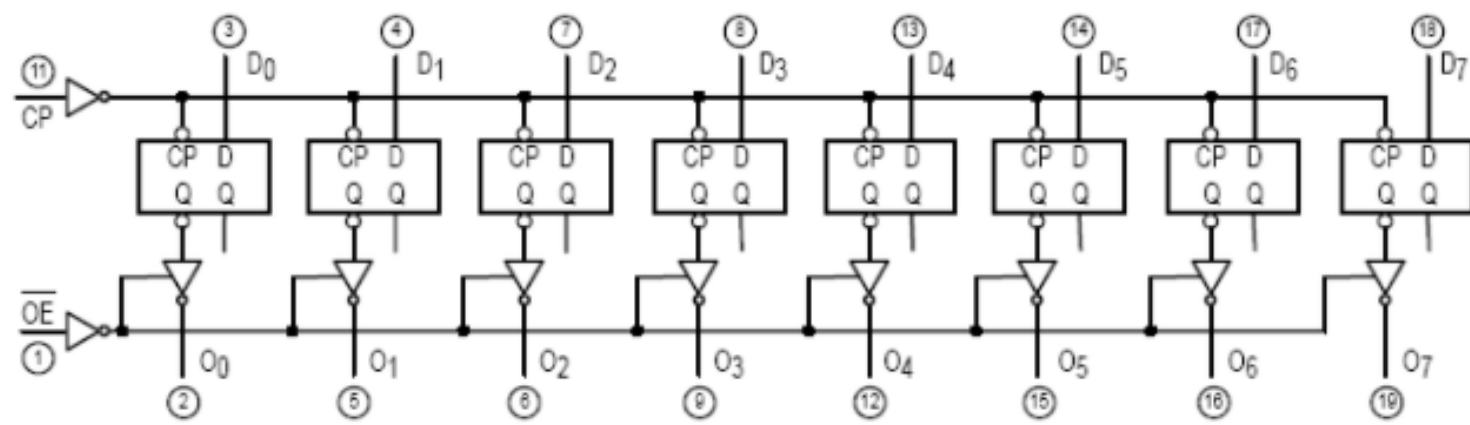 3 4 7 8 13 14 17 18
11 D0 D1 D2 D3 D4 D5 D6 D7
CP
CP D CP D CP D CP D CP D CP D CP D CP D
Q Q Q Q Q Q Q Q Q Q Q Q Q Q Q Q
OE
1 O0 O1 O2 O3 O4 O5 O6 O7
2 5 6 9 12 15 16 19